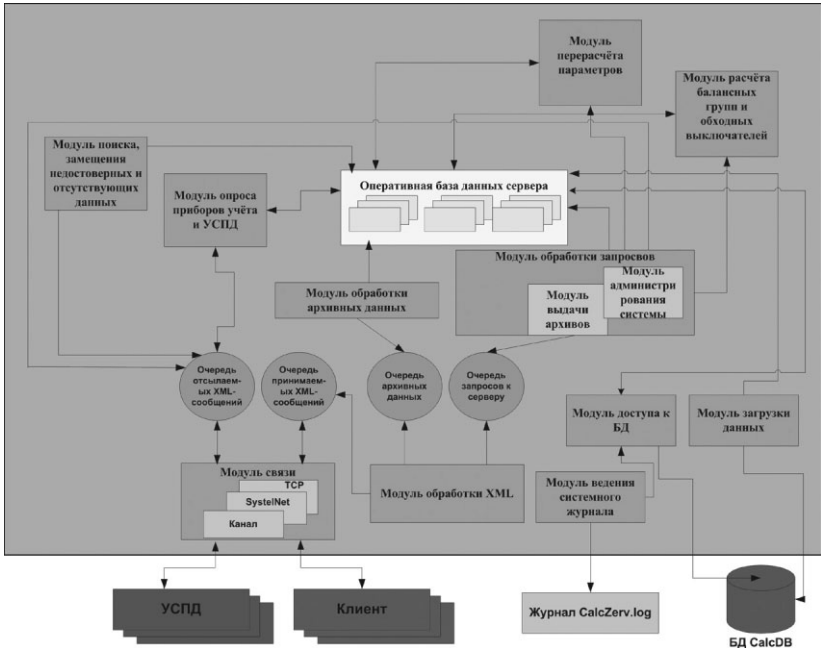 Модуль
перерасчёта
параметров
Модуль расчёта
балансных
групп и
обходных
выключателей
Модуль поиска,
замещения
недостоверных и
отсутствующих
данных
Модуль опроса
приборов учёта
и УСПД
Оперативная база данных сервера
Модуль обработки запросов
Модуль
администри
рования
системы
Модуль
выдачи
архивов
Модуль обработки
архивных данных
Очередь
отсылаем-
ых XML-
сообщений
Очередь
принимаем-
ых XML-
сообщений
Очередь
архивных
данных
Очередь
запросов к
серверу
Модуль доступа к
БД
Модуль загрузки
данных
Модуль связи
TCP
SystelNet
Канал
Модуль обработки XML
Модуль ведения
системного
журнала
УСПД
Клиент
Журнал CalcZerv.log
БД CalcDB